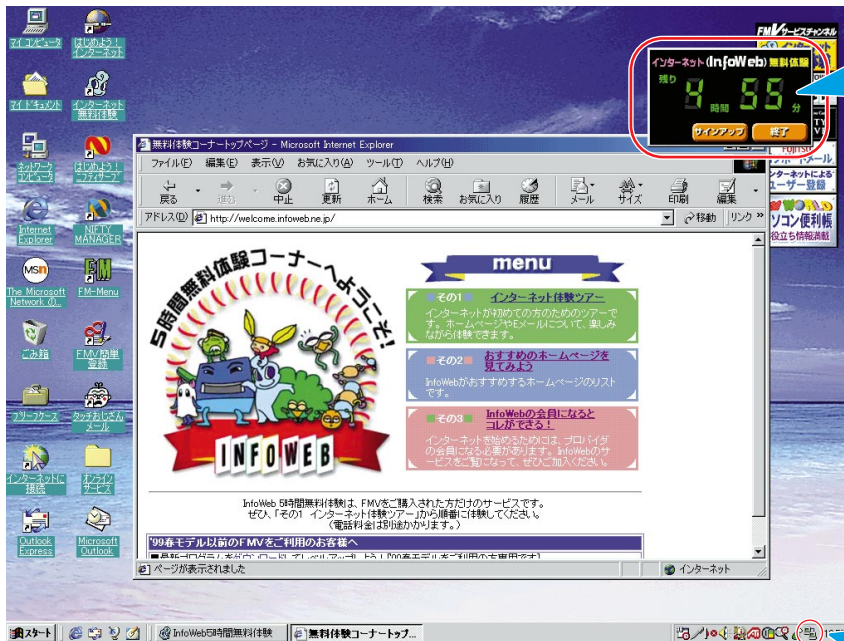 マイコンピュータ
はじめよう！
インターネット
マイドキュメント
インターネット
無料体験
ネットワーク
コンピュータ
はじめよう！
ニフティサーブ
Internet
Explorer
NIFTY
MANAGER
The Microsoft
Network の...
FM-Menu
ごみ箱
FMV簡単
登録
フリーフケース
タッチおじさん
メール
インターネットに
接続
オンライン
サービス
Outlook
Express
Microsoft
Outlook
FMVサービスチャンネル
インターネット(InfoWeb)無料体験
残り
4 時間 55 分
サインアップ 終了
ユーザー登録
役立ち情報満載
無料体験コーナートップページ - Microsoft Internet Explorer
ファイル(F) 編集(E) 表示(V) お気に入り(A) ツール(T) ヘルプ(H)
戻る 進む 中止 更新 ホーム 検索 お気に入り 履歴 メール サイズ 印刷 編集
アドレス(D) http://welcome.infoweb.ne.jp/ 移動 リンク »
5時間無料体験コーナーへようこそ!
INFOWEB
menu
その1 インターネット体験ツアー
インターネットが初めての方のためのツアーで
す。ホームページやEメールについて、楽しみ
ながら体験できます。
その2 おすすめのホームページを
見てみよう
InfoWebがおすすめするホームページのリスト
です。
その3 InfoWebの会員になると
コレができる！
インターネットを始めるためには、プロバイダ
の会員になる必要があります。InfoWebのサ
ービスをご覧になって、ぜひご加入ください。
InfoWeb 5時間無料体験は、FMVをご購入された方だけのサービスです。
ぜひ、「その1 インターネット体験ツアー」から順番に体験してください。
（電話料金は別途かかります。）
'99春モデル以前のFMVをご利用のお客様へ
ページが表示されました
インターネット
スタート
InfoWeb5時間無料体験
無料体験コーナートップ...